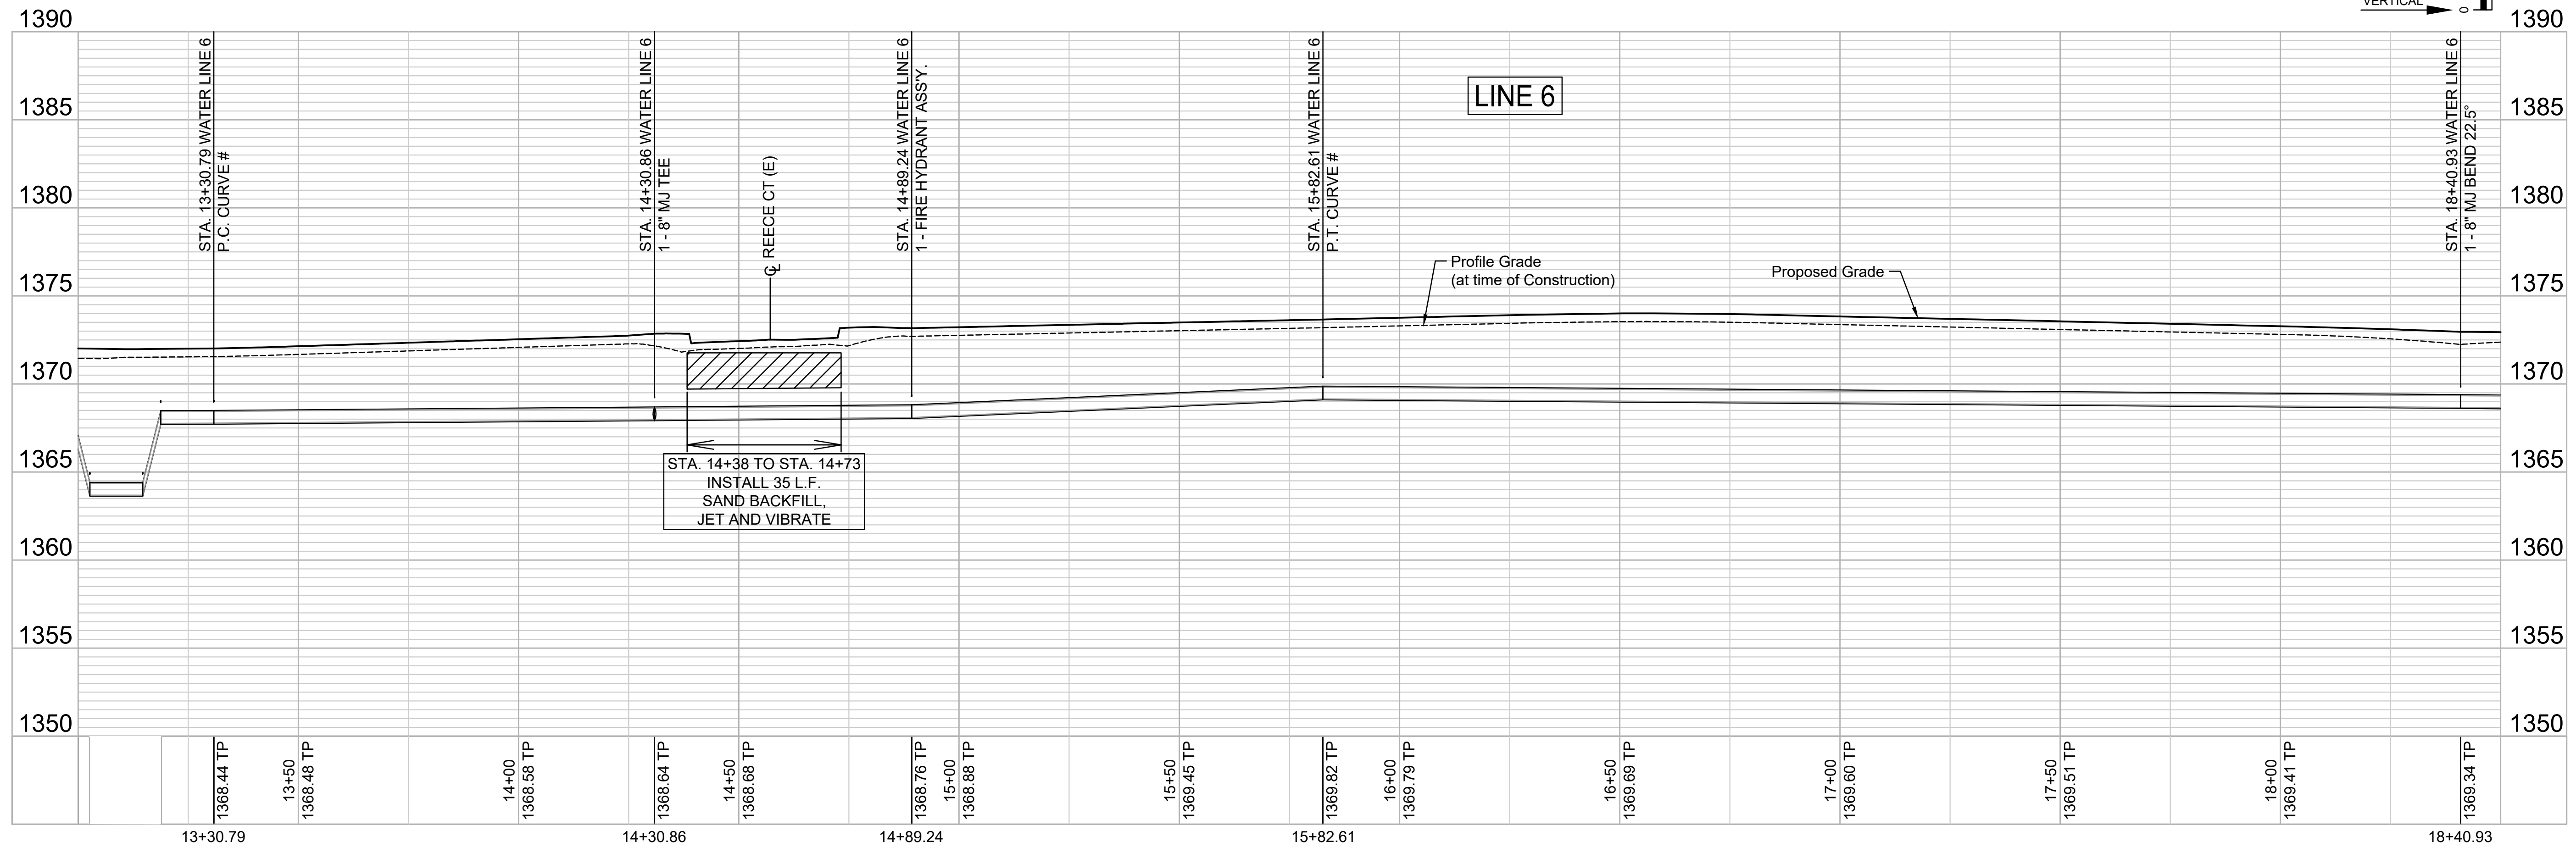 VERTICAL
0
1390
1390
1385
1385
1380
1380
1375
1375
1370
1370
1365
1365
1360
1360
1355
1355
1350
1350
STA. 13+30.79 WATER LINE 6
P.C. CURVE #
STA. 14+30.86 WATER LINE 6
1 - 8" MJ TEE
℄ REECE CT (E)
STA. 14+89.24 WATER LINE 6
1 - FIRE HYDRANT ASS'Y.
STA. 15+82.61 WATER LINE 6
P.T. CURVE #
LINE 6
STA. 18+40.93 WATER LINE 6
1 - 8" MJ BEND 22.5°
Profile Grade
(at time of Construction)
Proposed Grade
STA. 14+38 TO STA. 14+73
INSTALL 35 L.F.
SAND BACKFILL,
JET AND VIBRATE
1368.44 TP
13+50
1368.48 TP
14+00
1368.58 TP
1368.64 TP
14+50
1368.68 TP
1368.76 TP
15+00
1368.88 TP
15+50
1369.45 TP
1369.82 TP
16+00
1369.79 TP
16+50
1369.69 TP
17+00
1369.60 TP
17+50
1369.51 TP
18+00
1369.41 TP
1369.34 TP
13+30.79
14+30.86
14+89.24
15+82.61
18+40.93